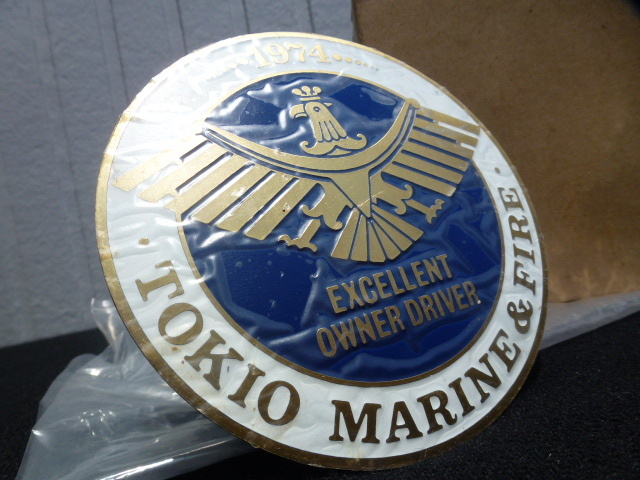 1974
EXCELLENT
OWNER DRIVER
TOKIO MARINE & FIRE